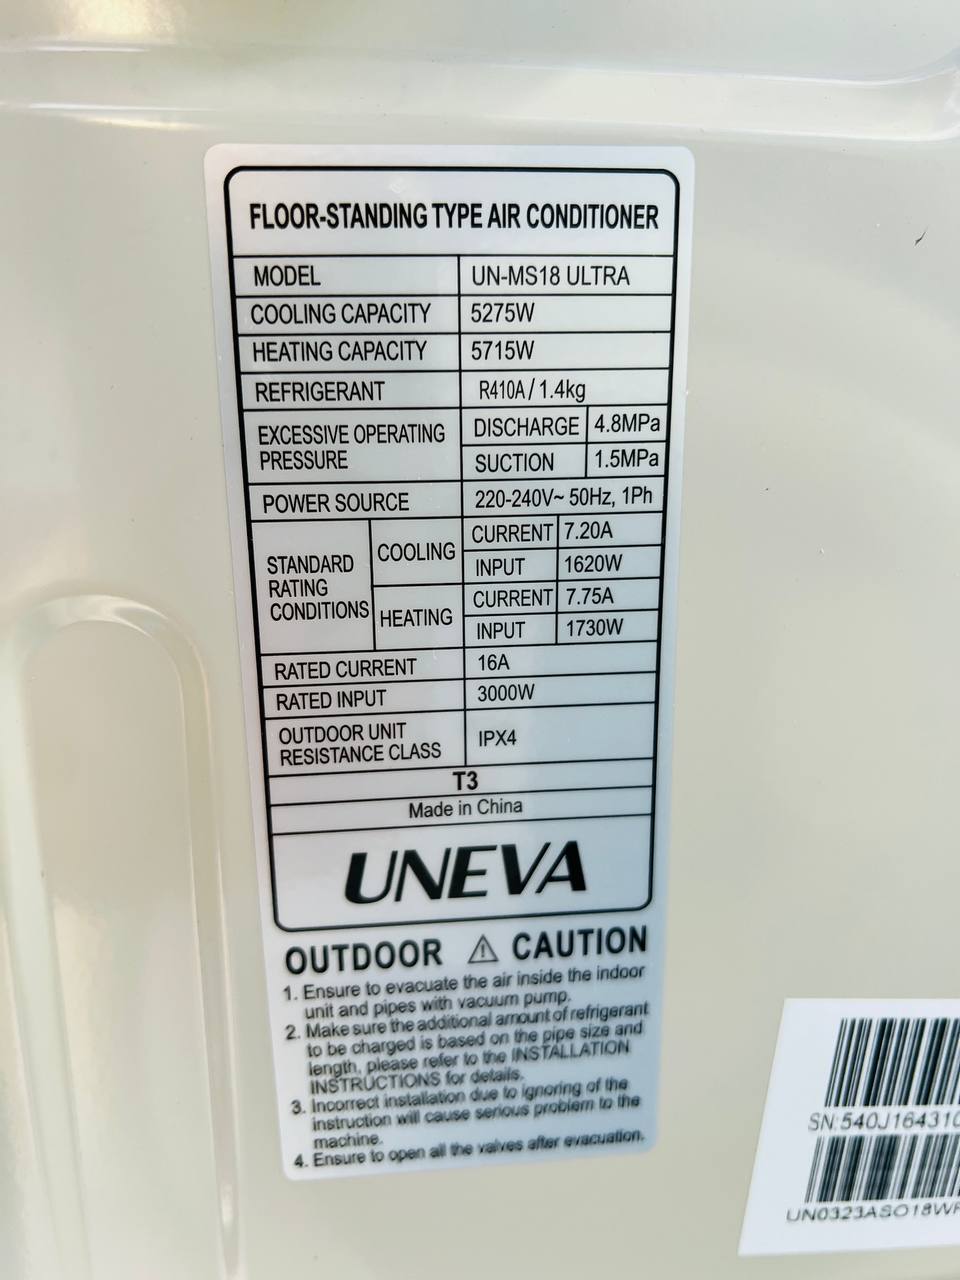 FLOOR-STANDING TYPE AIR CONDITIONER
MODEL UN-MS18 ULTRA
COOLING CAPACITY 5275W
HEATING CAPACITY 5715W
REFRIGERANT R410A / 1.4kg
EXCESSIVE OPERATING PRESSURE DISCHARGE 4.8MPa
SUCTION 1.5MPa
POWER SOURCE 220-240V~ 50Hz, 1Ph
STANDARD RATING CONDITIONS COOLING CURRENT 7.20A
INPUT 1620W
HEATING CURRENT 7.75A
INPUT 1730W
RATED CURRENT 16A
RATED INPUT 3000W
OUTDOOR UNIT RESISTANCE CLASS IPX4
T3
Made in China
UNEVA
OUTDOOR ⚠ CAUTION
1. Ensure to evacuate the air inside the indoor
unit and pipes with vacuum pump.
2. Make sure the additional amount of refrigerant
to be charged is based on the pipe size and
length, please refer to the INSTALLATION
INSTRUCTIONS for details.
3. Incorrect installation due to ignoring of the
instruction will cause serious problem to the
machine.
4. Ensure to open all the valves after evacuation.
SN:540J164310
UN0323ASO18W